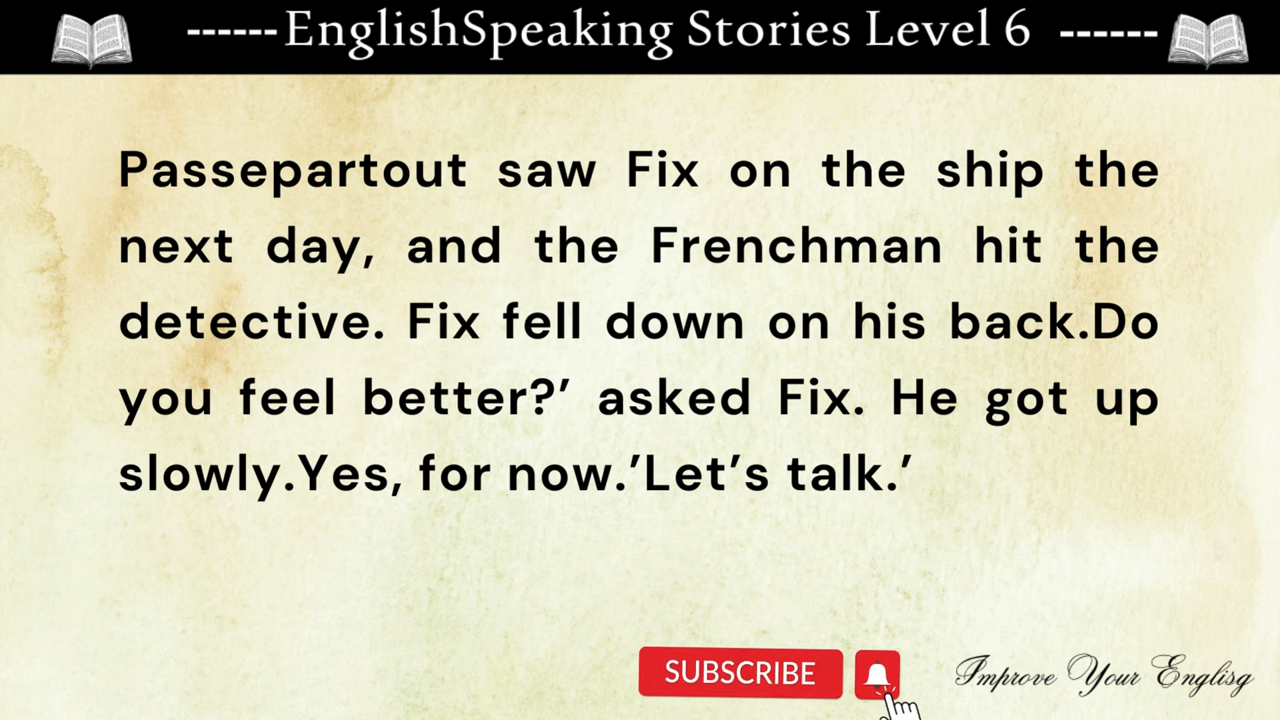 ------EnglishSpeaking Stories Level 6 ------
Passepartout saw Fix on the ship the
next day, and the Frenchman hit the
detective. Fix fell down on his back.Do
you feel better?’ asked Fix. He got up
slowly.Yes, for now.’Let’s talk.’
SUBSCRIBE
Improve Your Englisg